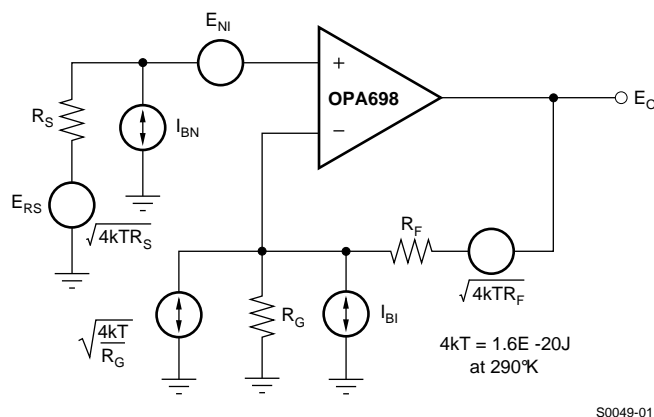 E_NI
+
OPA698
−
E_O
R_S
I_BN
E_RS
√4kTR_S
R_F
√4kTR_F
√4kT/R_G
R_G
I_BI
4kT = 1.6E -20J
at 290°K
S0049-01